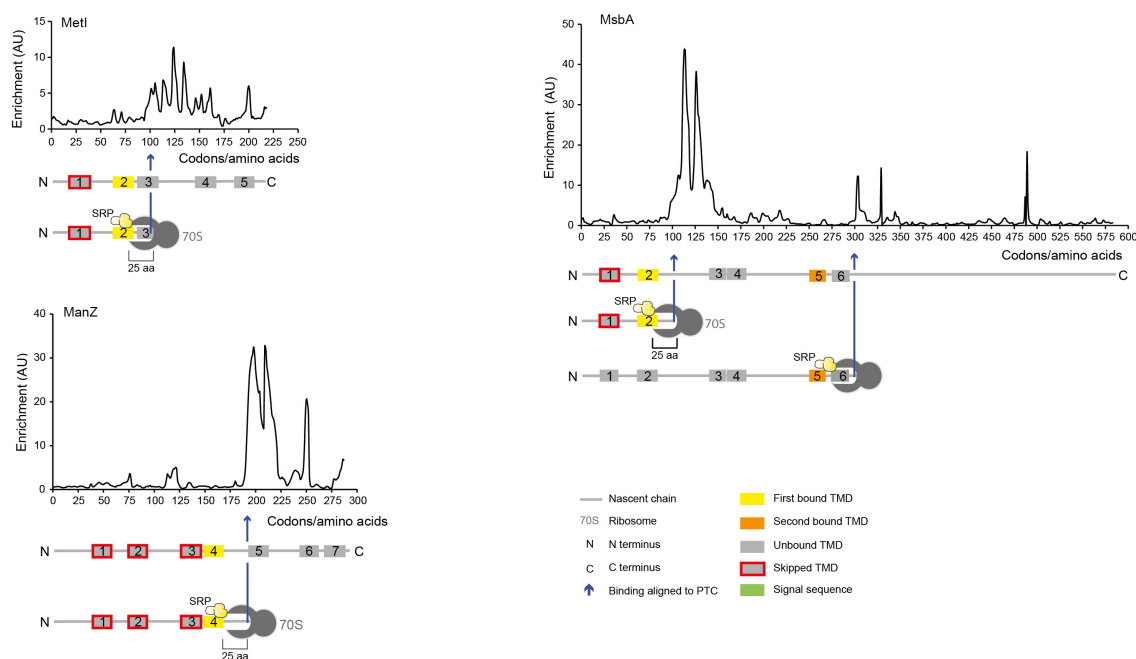 MetI
Enrichment (AU)
15
10
5
0
0 25 50 75 100 125 150 175 200 225 250
Codons/amino acids
N 1 2 3 4 5 C
SRP
N 1 2 3 70S
25 aa
ManZ
Enrichment (AU)
40
30
20
10
0
0 25 50 75 100 125 150 175 200 225 250 275 300
Codons/amino acids
N 1 2 3 4 5 6 7 C
SRP
N 1 2 3 4 70S
25 aa
MsbA
Enrichment (AU)
50
40
30
20
10
0
0 25 50 75 100 125 150 175 200 225 250 275 300 325 350 375 400 425 450 475 500 525 550 575 600
Codons/amino acids
N 1 2 3 4 5 6 C
SRP
N 1 2 70S
25 aa
SRP
N 1 2 3 4 5 6
Nascent chain
70S Ribosome
N N terminus
C C terminus
Binding aligned to PTC
First bound TMD
Second bound TMD
Unbound TMD
Skipped TMD
Signal sequence